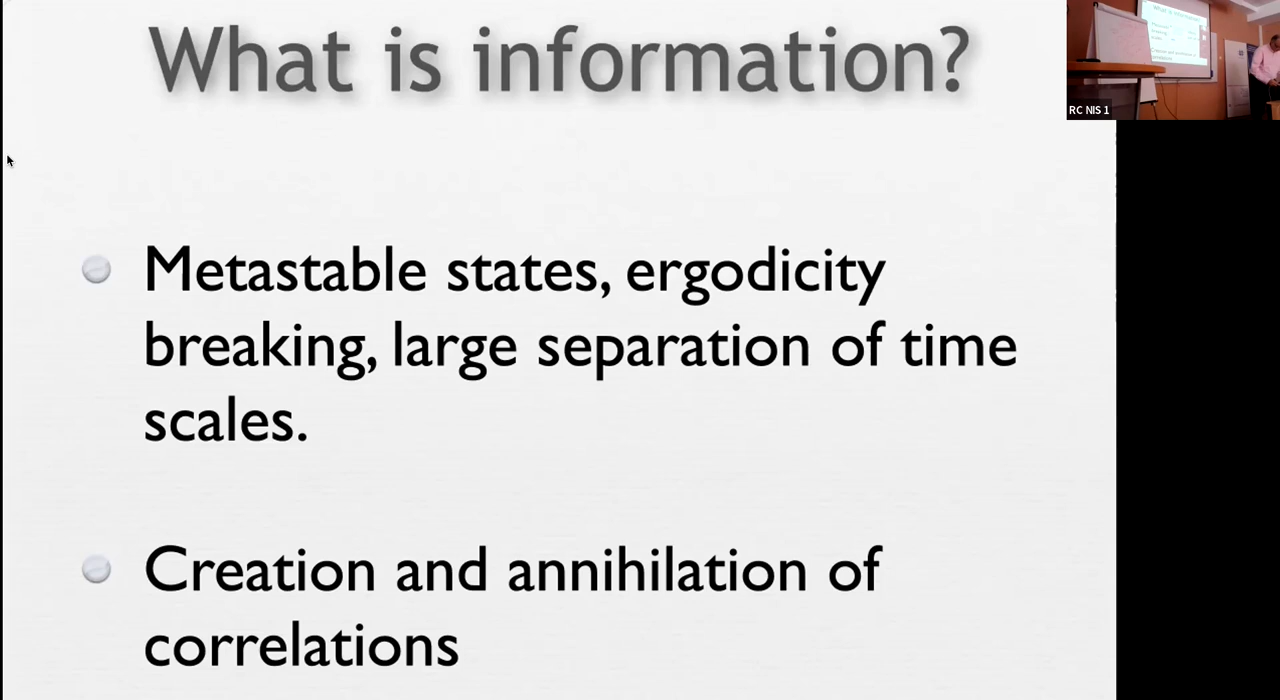 What is information?
RC NIS 1
Metastable states, ergodicity
breaking, large separation of time
scales.
Creation and annihilation of
correlations